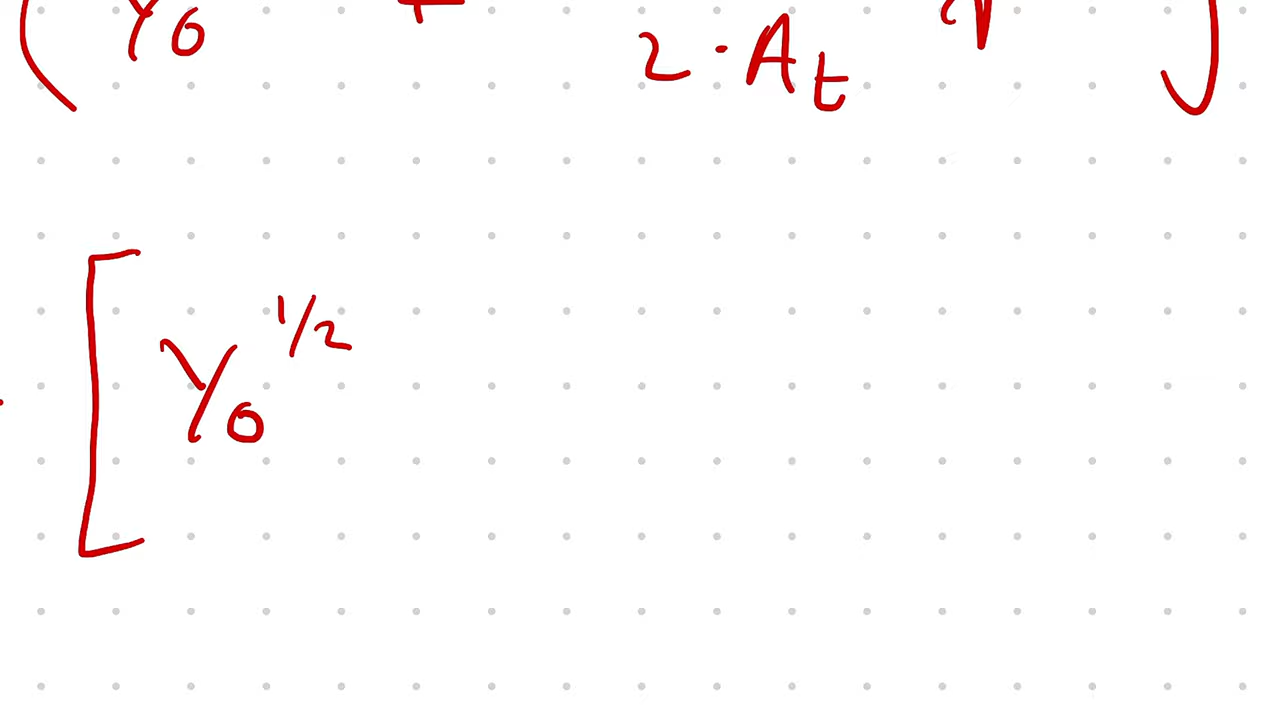 ( Y₀ + 2 · Aₜ
[ Y₀^1/2